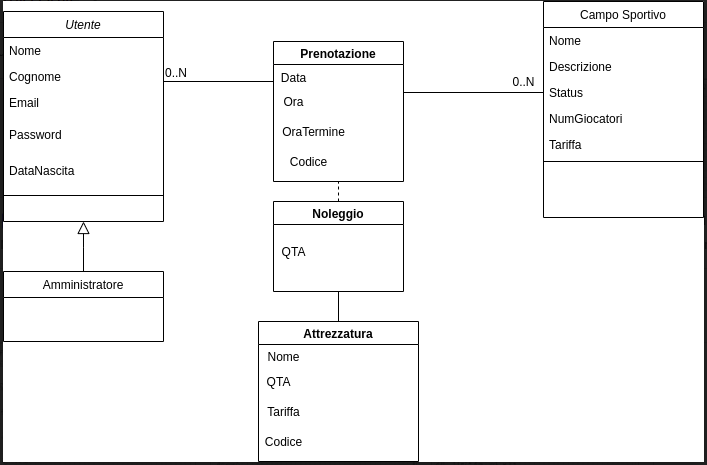 Utente
Nome
Cognome
Email
Password
DataNascita
Amministratore
0..N
Prenotazione
Data
Ora
OraTermine
Codice
Noleggio
QTA
Attrezzatura
Nome
QTA
Tariffa
Codice
0..N
Campo Sportivo
Nome
Descrizione
Status
NumGiocatori
Tariffa